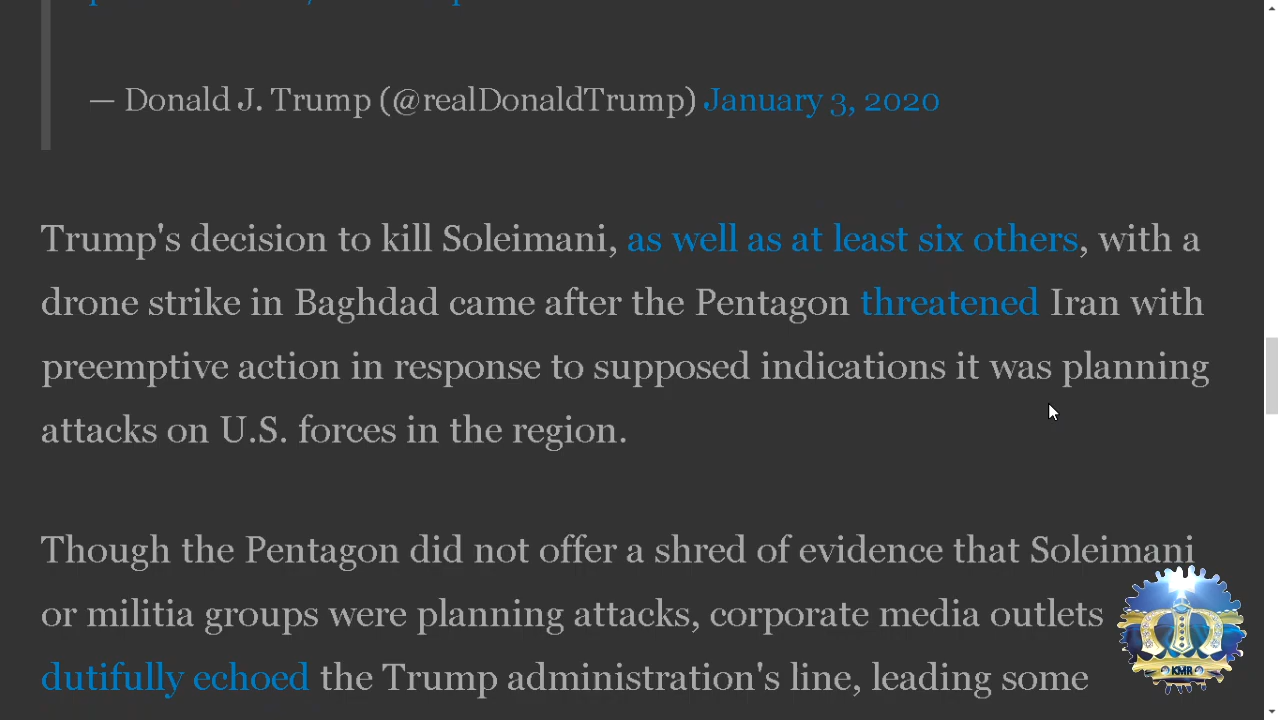 — Donald J. Trump (@realDonaldTrump) January 3, 2020
Trump's decision to kill Soleimani, as well as at least six others, with a
drone strike in Baghdad came after the Pentagon threatened Iran with
preemptive action in response to supposed indications it was planning
attacks on U.S. forces in the region.
Though the Pentagon did not offer a shred of evidence that Soleimani
or militia groups were planning attacks, corporate media outlets
dutifully echoed the Trump administration's line, leading some
KMR